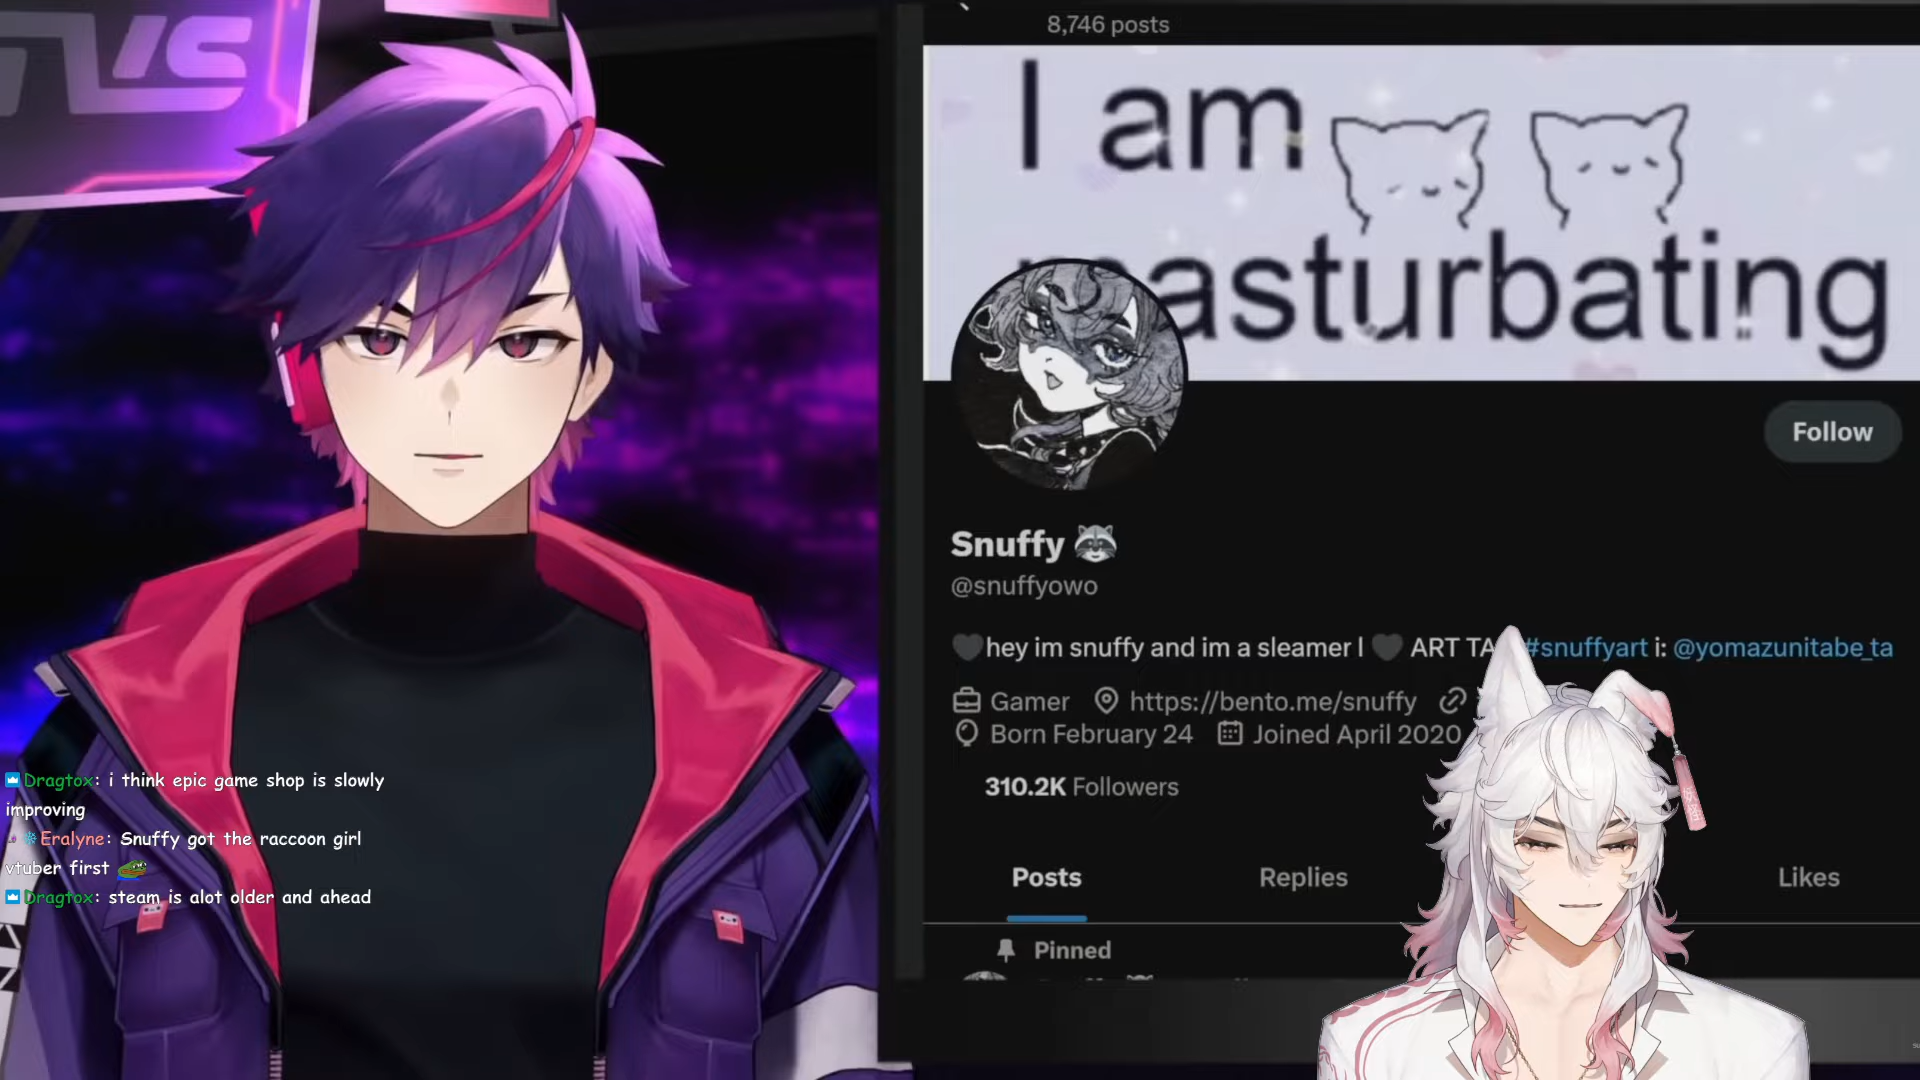 8,746 posts
I am
masturbating
Follow
Snuffy
@snuffyowo
hey im snuffy and im a sleamer l ART TA #snuffyart i: @yomazunitabe_ta
Gamer https://bento.me/snuffy
Born February 24 Joined April 2020
310.2K Followers
Posts Replies Likes
Pinned
Dragtox: i think epic game shop is slowly
improving
Eralyne: Snuffy got the raccoon girl
vtuber first
Dragtox: steam is alot older and ahead